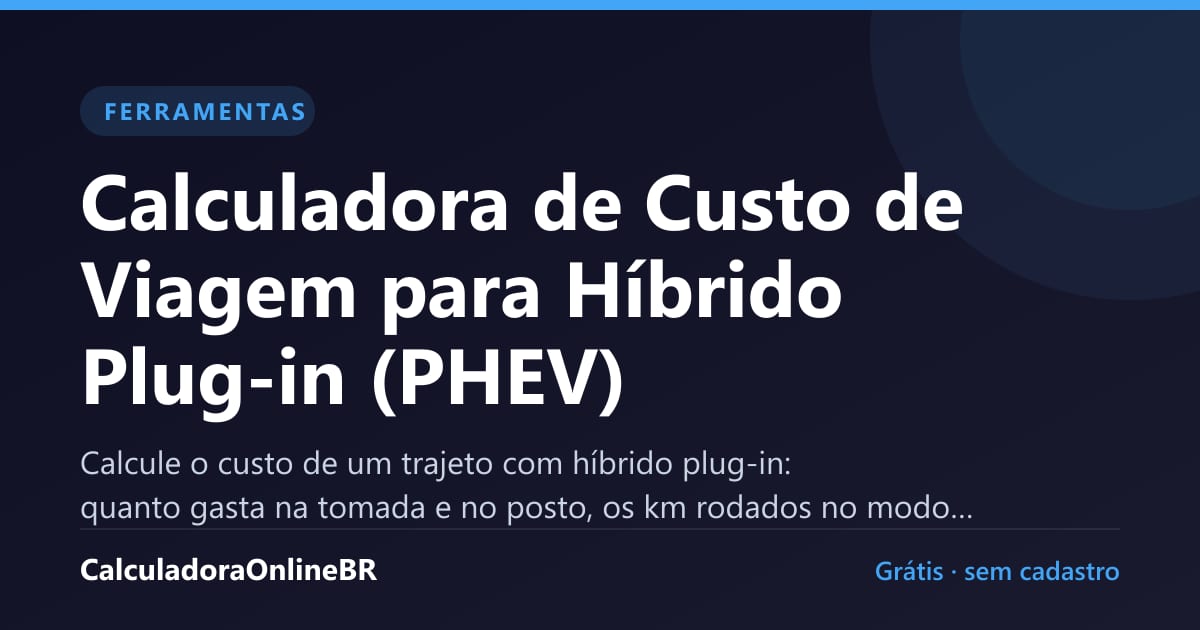 FERRAMENTAS
Calculadora de Custo de
Viagem para Híbrido
Plug-in (PHEV)
Calcule o custo de um trajeto com híbrido plug-in:
quanto gasta na tomada e no posto, os km rodados no modo...
CalculadoraOnlineBR
Grátis · sem cadastro